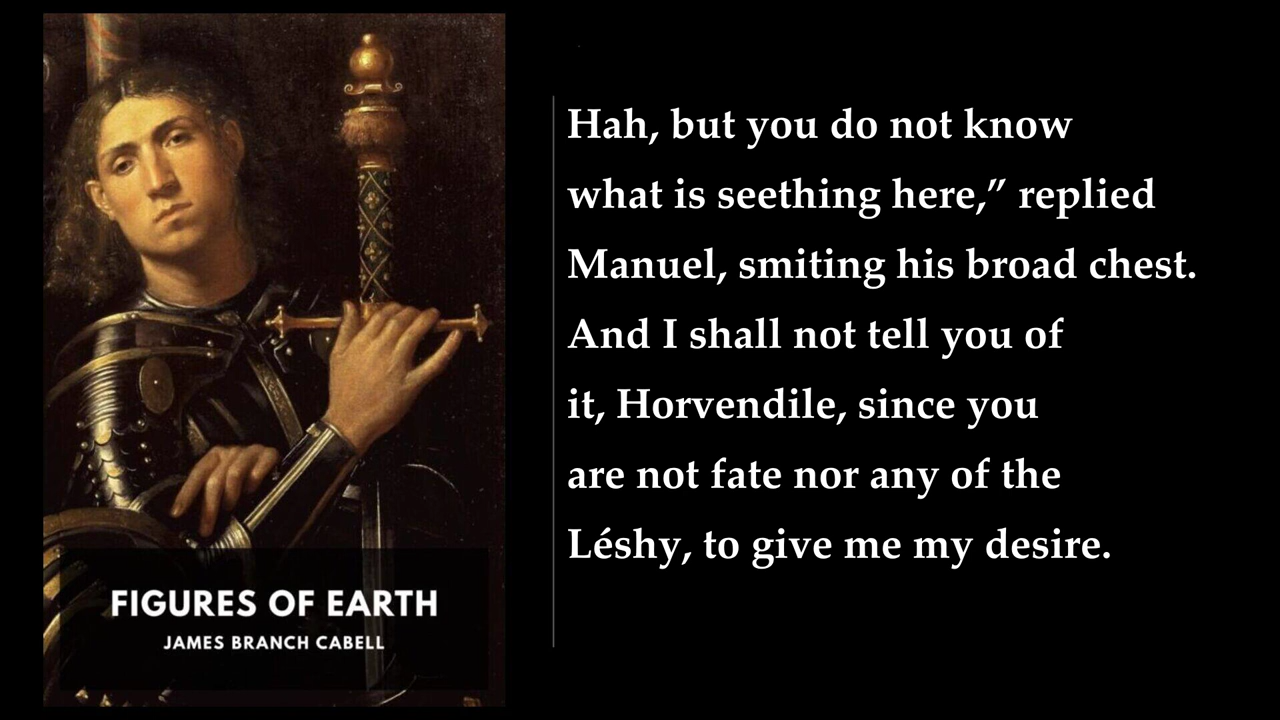 Hah, but you do not know
what is seething here,” replied
Manuel, smiting his broad chest.
And I shall not tell you of
it, Horvendile, since you
are not fate nor any of the
Léshy, to give me my desire.
FIGURES OF EARTH
JAMES BRANCH CABELL